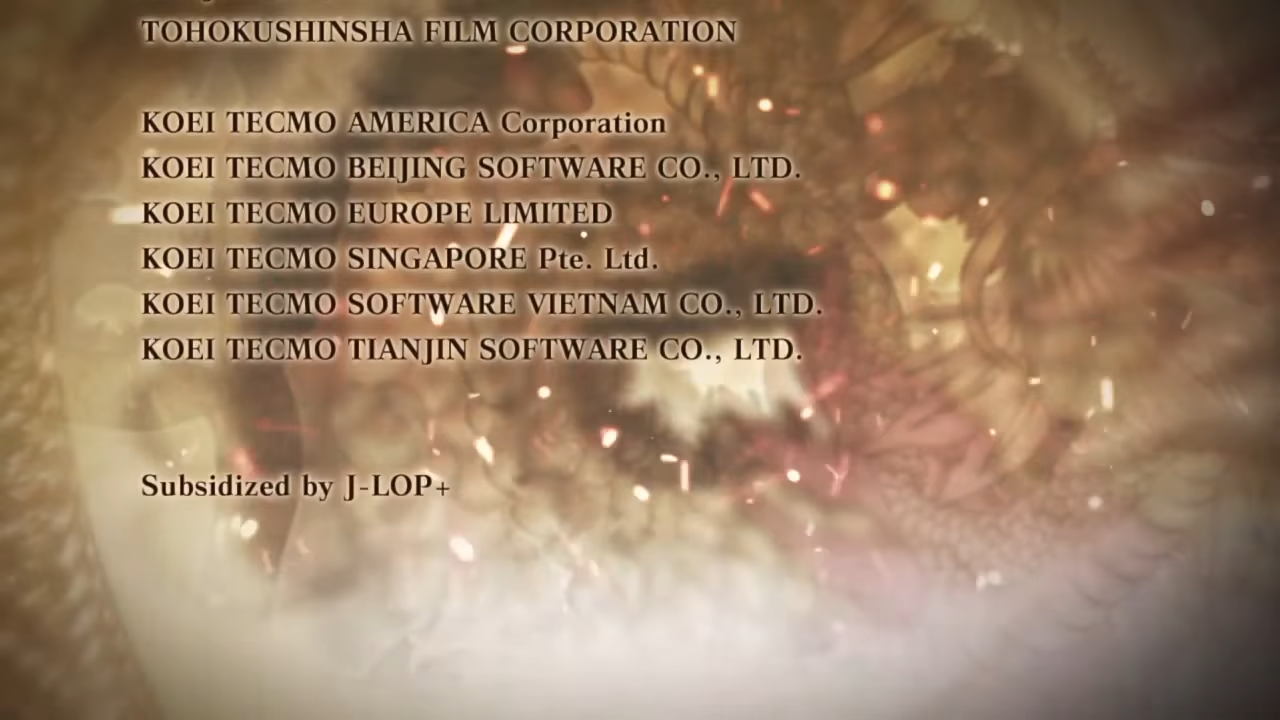 TOHOKUSHINSHA FILM CORPORATION
KOEI TECMO AMERICA Corporation
KOEI TECMO BEIJING SOFTWARE CO., LTD.
KOEI TECMO EUROPE LIMITED
KOEI TECMO SINGAPORE Pte. Ltd.
KOEI TECMO SOFTWARE VIETNAM CO., LTD.
KOEI TECMO TIANJIN SOFTWARE CO., LTD.
Subsidized by J-LOP+